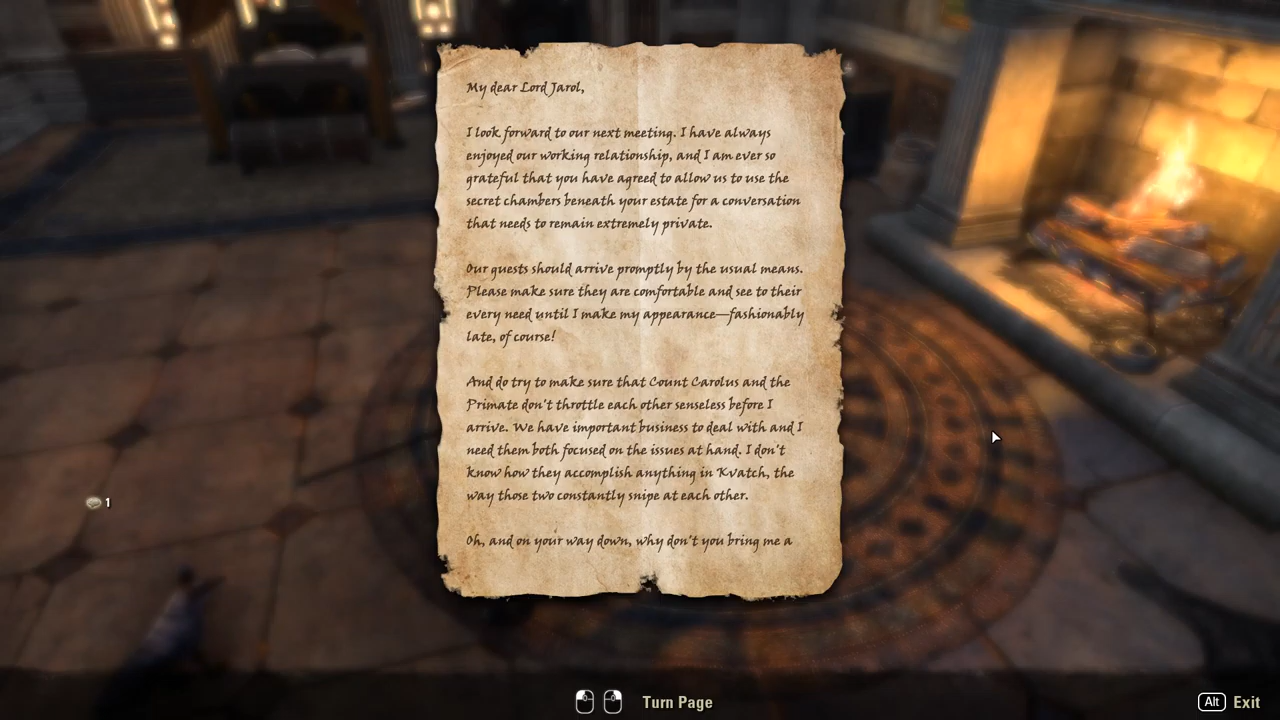 My dear Lord Jarol,
I look forward to our next meeting. I have always
enjoyed our working relationship, and I am ever so
grateful that you have agreed to allow us to use the
secret chambers beneath your estate for a conversation
that needs to remain extremely private.
Our guests should arrive promptly by the usual means.
Please make sure they are comfortable and see to their
every need until I make my appearance—fashionably
late, of course!
And do try to make sure that Count Carolus and the
Primate don't throttle each other senseless before I
arrive. We have important business to deal with and I
need them both focused on the issues at hand. I don't
know how they accomplish anything in Kvatch, the
way those two constantly snipe at each other.
Oh, and on your way down, why don't you bring me a
1
Turn Page
Alt Exit